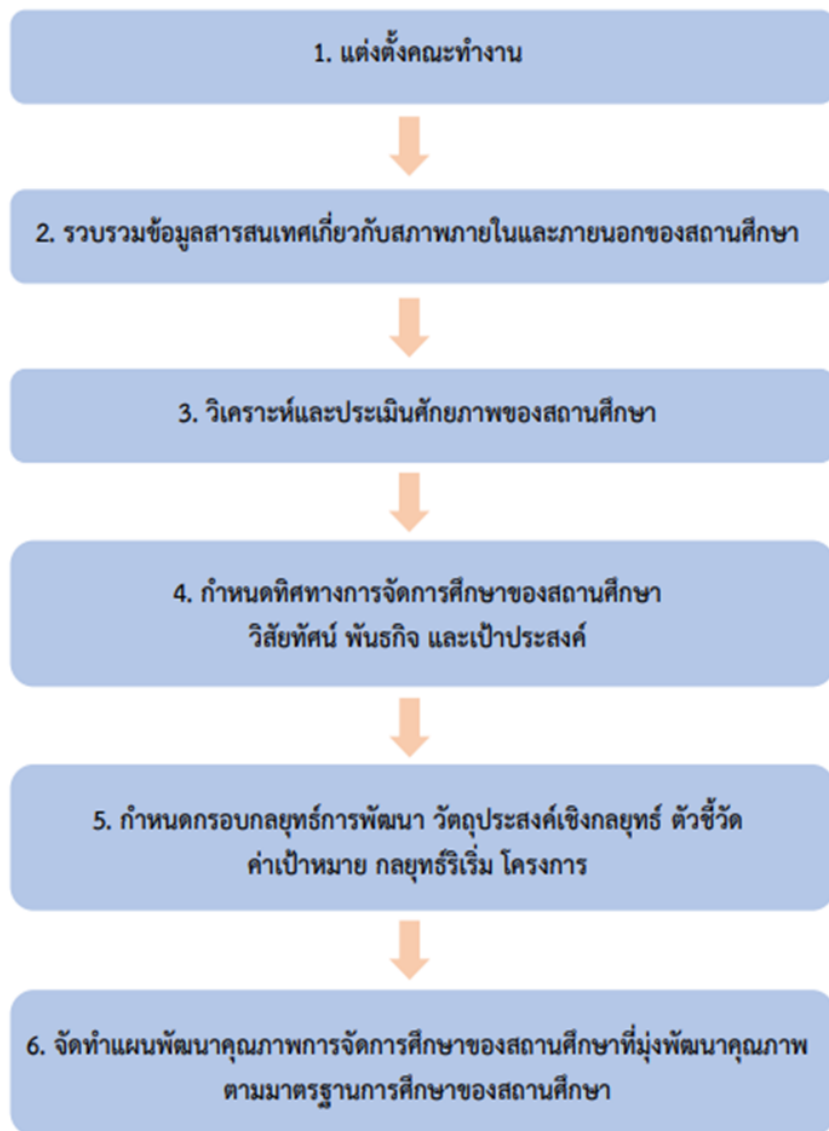 1. แต่งตั้งคณะทำงาน
2. รวบรวมข้อมูลสารสนเทศเกี่ยวกับสภาพภายในและภายนอกของสถานศึกษา
3. วิเคราะห์และประเมินศักยภาพของสถานศึกษา
4. กำหนดทิศทางการจัดการศึกษาของสถานศึกษา
วิสัยทัศน์ พันธกิจ และเป้าประสงค์
5. กำหนดกรอบกลยุทธ์การพัฒนา วัตถุประสงค์เชิงกลยุทธ์ ตัวชี้วัด
ค่าเป้าหมาย กลยุทธ์ริเริ่ม โครงการ
6. จัดทำแผนพัฒนาคุณภาพการจัดการศึกษาของสถานศึกษาที่มุ่งพัฒนาคุณภาพ
ตามมาตรฐานการศึกษาของสถานศึกษา